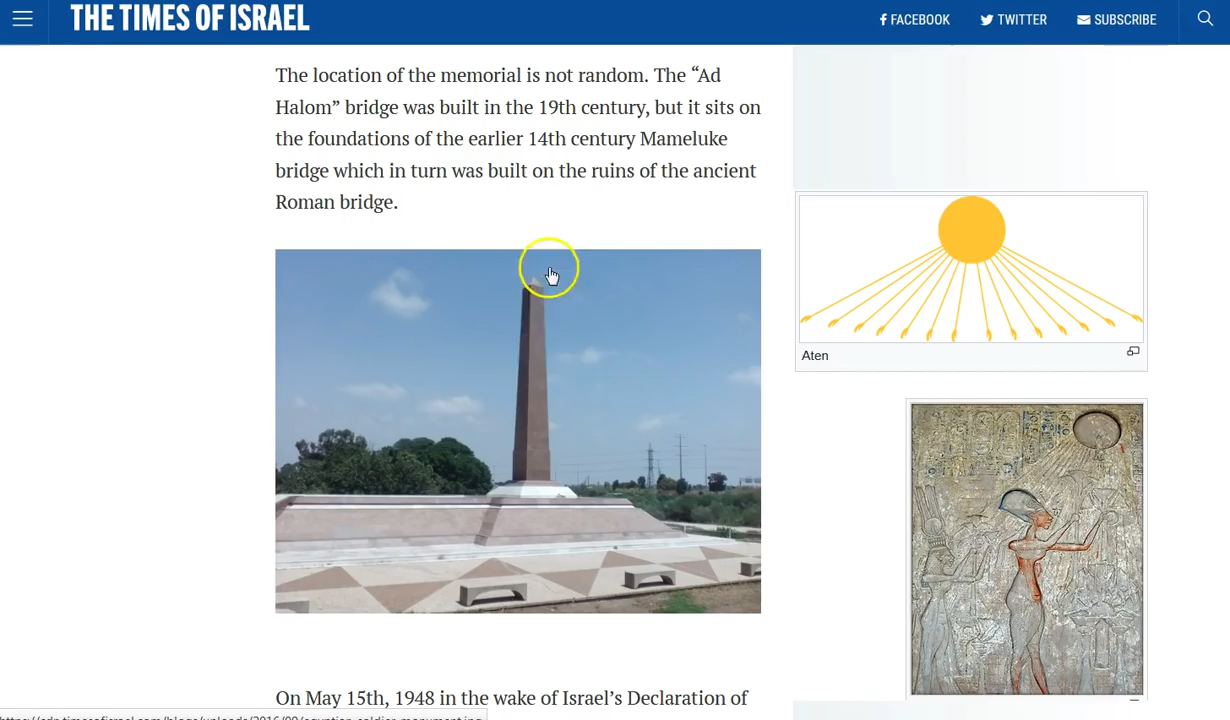 THE TIMES OF ISRAEL
FACEBOOK
TWITTER
SUBSCRIBE
The location of the memorial is not random. The “Ad
Halom” bridge was built in the 19th century, but it sits on
the foundations of the earlier 14th century Mameluke
bridge which in turn was built on the ruins of the ancient
Roman bridge.
Aten
On May 15th, 1948 in the wake of Israel’s Declaration of